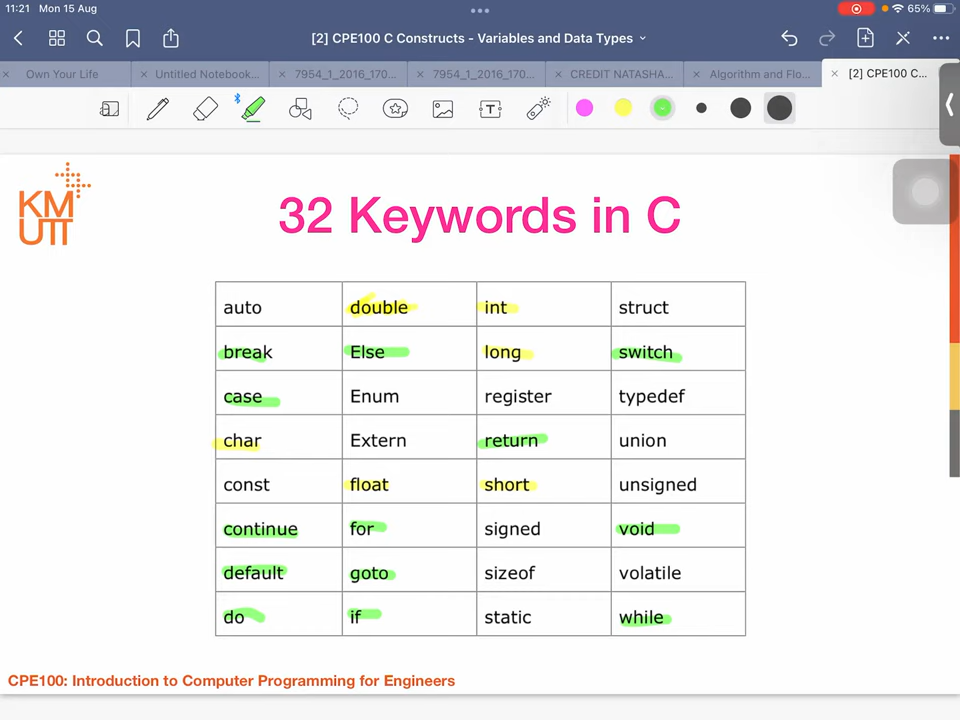 11:21 Mon 15 Aug
65%
[2] CPE100 C Constructs - Variables and Data Types
Own Your Life
Untitled Notebook...
7954_1_2016_170...
7954_1_2016_170...
CREDIT NATASHA...
Algorithm and Flo...
[2] CPE100 C...
KM
UTT
32 Keywords in C
auto double int struct
break Else long switch
case Enum register typedef
char Extern return union
const float short unsigned
continue for signed void
default goto sizeof volatile
do if static while
CPE100: Introduction to Computer Programming for Engineers